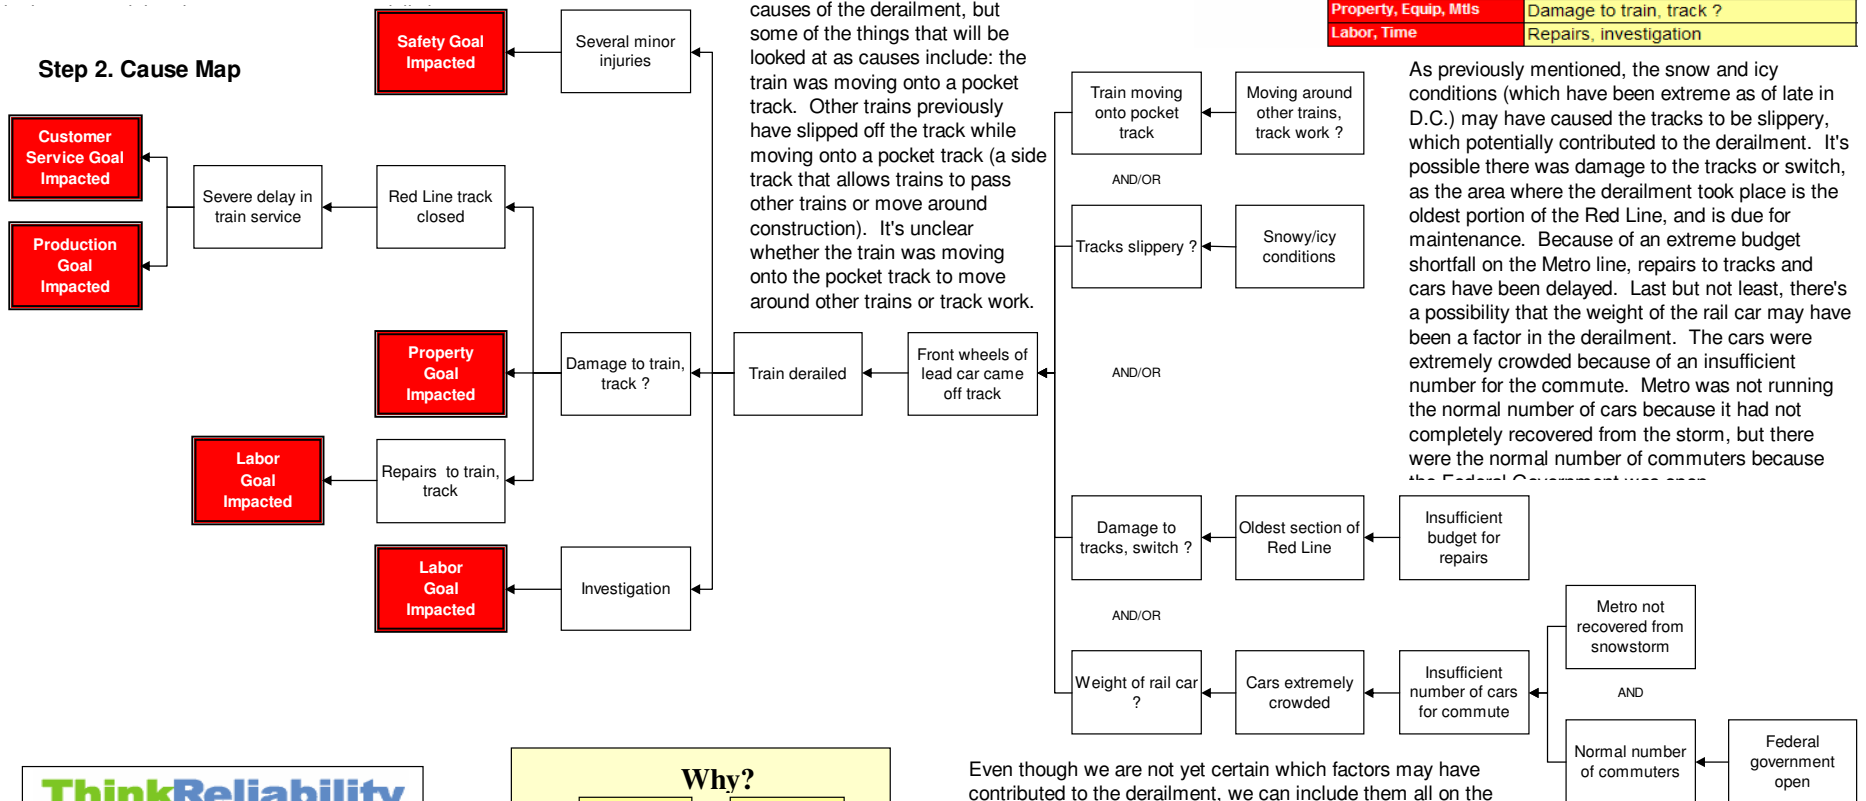 Property, Equip, Mtls
Damage to train, track ?
Labor, Time
Repairs, investigation
Step 2. Cause Map
Safety Goal
Impacted
Several minor
injuries
Customer
Service Goal
Impacted
Production
Goal
Impacted
Severe delay in
train service
Red Line track
closed
Property
Goal
Impacted
Damage to train,
track ?
Labor
Goal
Impacted
Repairs to train,
track
Labor
Goal
Impacted
Investigation
causes of the derailment, but
some of the things that will be
looked at as causes include: the
train was moving onto a pocket
track. Other trains previously
have slipped off the track while
moving onto a pocket track (a side
track that allows trains to pass
other trains or move around
construction). It's unclear
whether the train was moving
onto the pocket track to move
around other trains or track work.
Train derailed
Front wheels of
lead car came
off track
Train moving
onto pocket
track
Moving around
other trains,
track work ?
AND/OR
Tracks slippery ?
Snowy/icy
conditions
AND/OR
Damage to
tracks, switch ?
Oldest section of
Red Line
Insufficient
budget for
repairs
AND/OR
Weight of rail car
?
Cars extremely
crowded
Insufficient
number of cars
for commute
Metro not
recovered from
snowstorm
AND
Normal number
of commuters
Federal
government
open
As previously mentioned, the snow and icy
conditions (which have been extreme as of late in
D.C.) may have caused the tracks to be slippery,
which potentially contributed to the derailment. It's
possible there was damage to the tracks or switch,
as the area where the derailment took place is the
oldest portion of the Red Line, and is due for
maintenance. Because of an extreme budget
shortfall on the Metro line, repairs to tracks and
cars have been delayed. Last but not least, there's
a possibility that the weight of the rail car may have
been a factor in the derailment. The cars were
extremely crowded because of an insufficient
number for the commute. Metro was not running
the normal number of cars because it had not
completely recovered from the storm, but there
were the normal number of commuters because
the Federal Government was open
ThinkReliability
Why?
Even though we are not yet certain which factors may have
contributed to the derailment, we can include them all on the